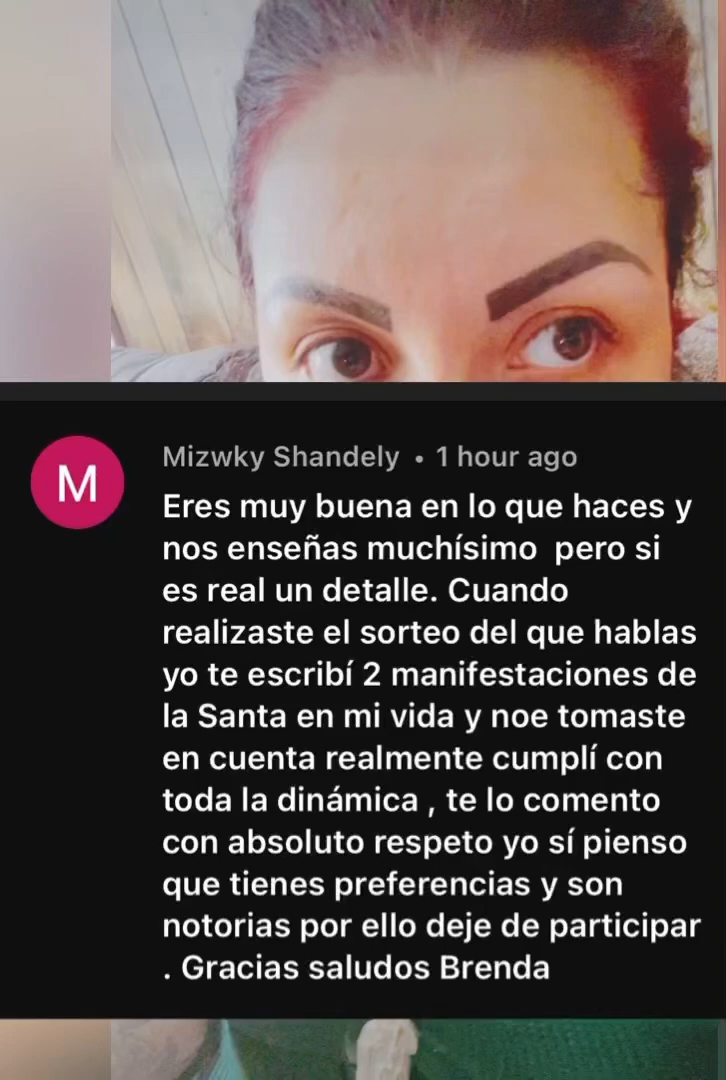 M
Mizwky Shandely • 1 hour ago
Eres muy buena en lo que haces y
nos enseñas muchísimo  pero si
es real un detalle. Cuando
realizaste el sorteo del que hablas
yo te escribí 2 manifestaciones de
la Santa en mi vida y noe tomaste
en cuenta realmente cumplí con
toda la dinámica , te lo comento
con absoluto respeto yo sí pienso
que tienes preferencias y son
notorias por ello deje de participar
. Gracias saludos Brenda